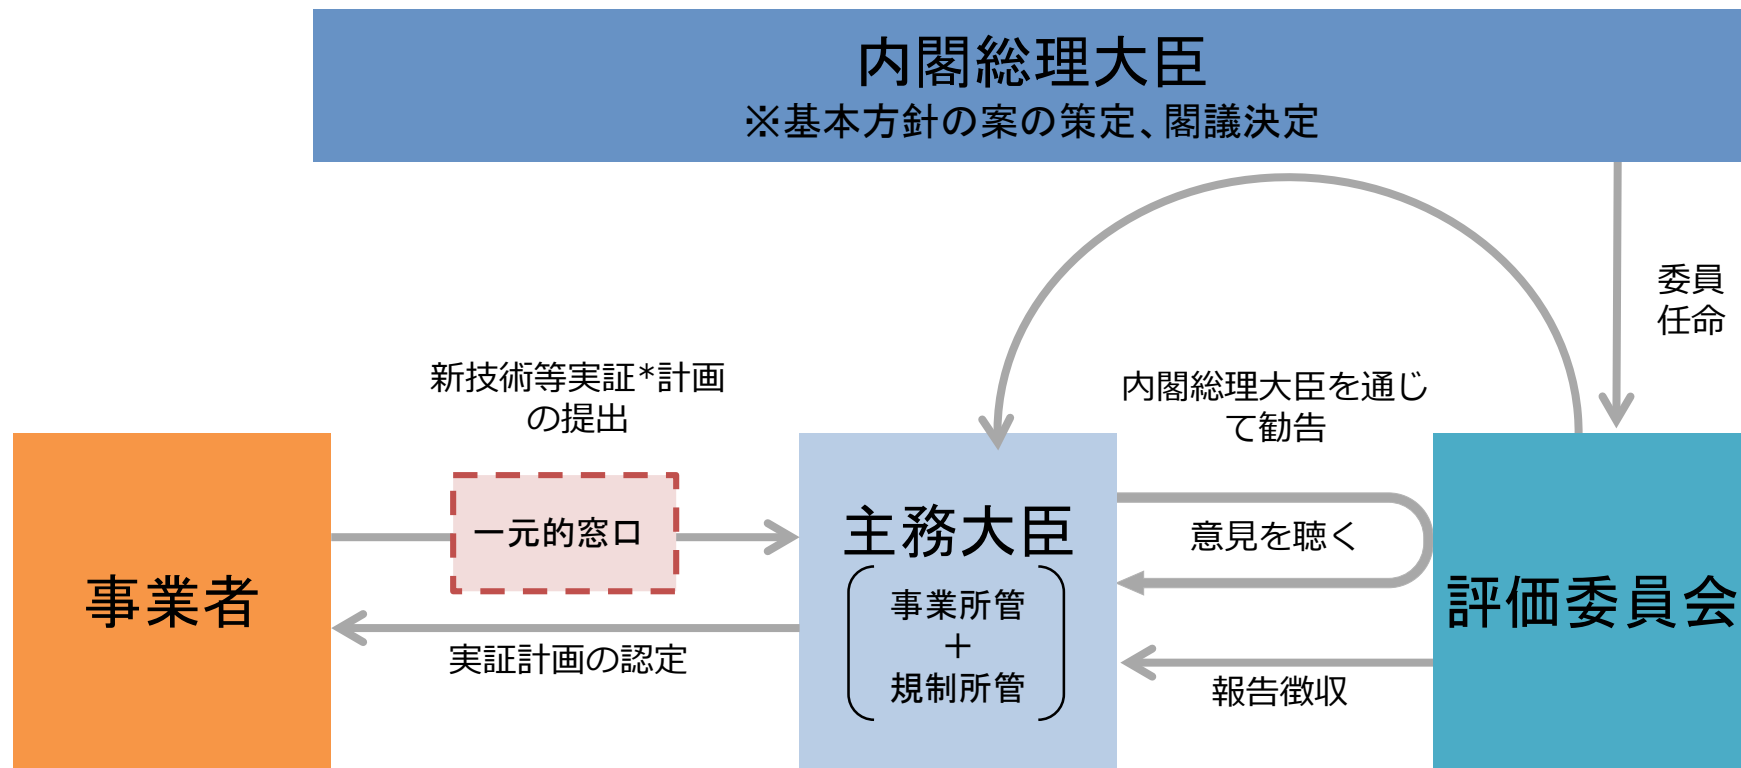 内閣総理大臣
※基本方針の案の策定、閣議決定
委員
任命
新技術等実証*計画
の提出
内閣総理大臣を通じ
て勧告
一元的窓口
主務大臣
意見を聴く
事業者
事業所管
＋
規制所管
評価委員会
実証計画の認定
報告徴収